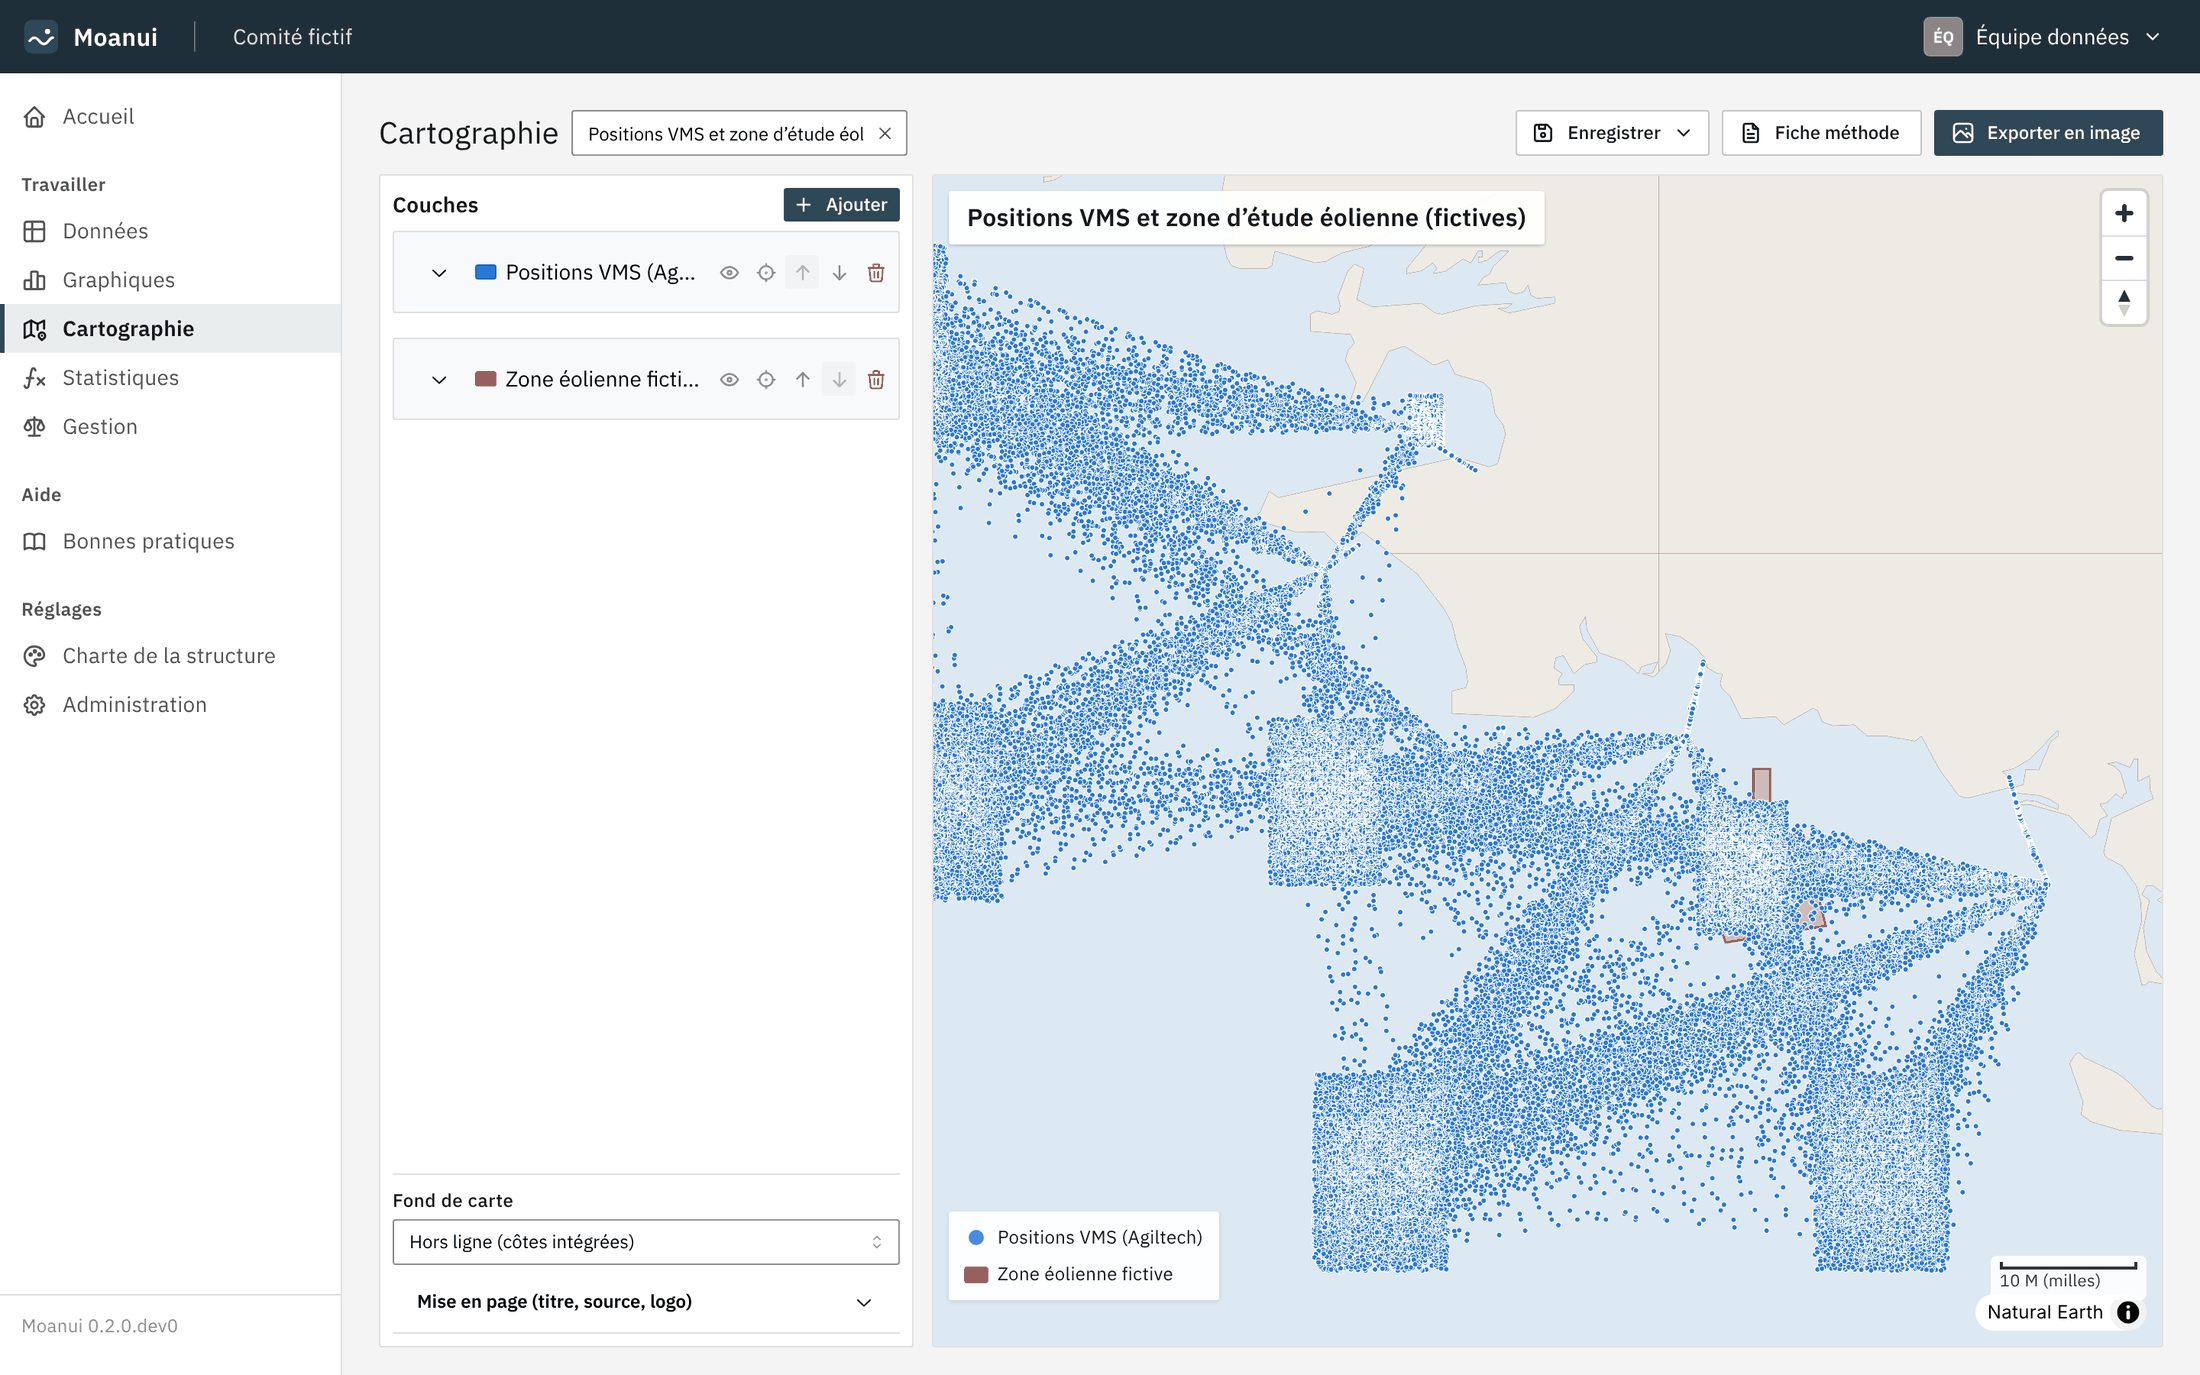 Moanui
Comité fictif
ÉQ
Équipe données
Accueil
Travailler
Données
Graphiques
Cartographie
Statistiques
Gestion
Aide
Bonnes pratiques
Réglages
Charte de la structure
Administration
Moanui 0.2.0.dev0
Cartographie
Positions VMS et zone d’étude éol
Enregistrer
Fiche méthode
Exporter en image
Couches
Ajouter
Positions VMS (Ag...
Zone éolienne ficti...
Fond de carte
Hors ligne (côtes intégrées)
Mise en page (titre, source, logo)
Positions VMS et zone d’étude éolienne (fictives)
Positions VMS (Agiltech)
Zone éolienne fictive
10 M (milles)
Natural Earth